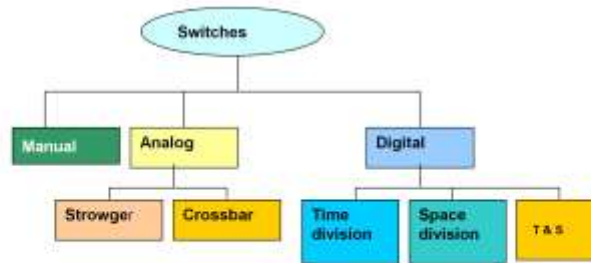 Switches
Manual
Analog
Digital
Strowger
Crossbar
Time
division
Space
division
T & S